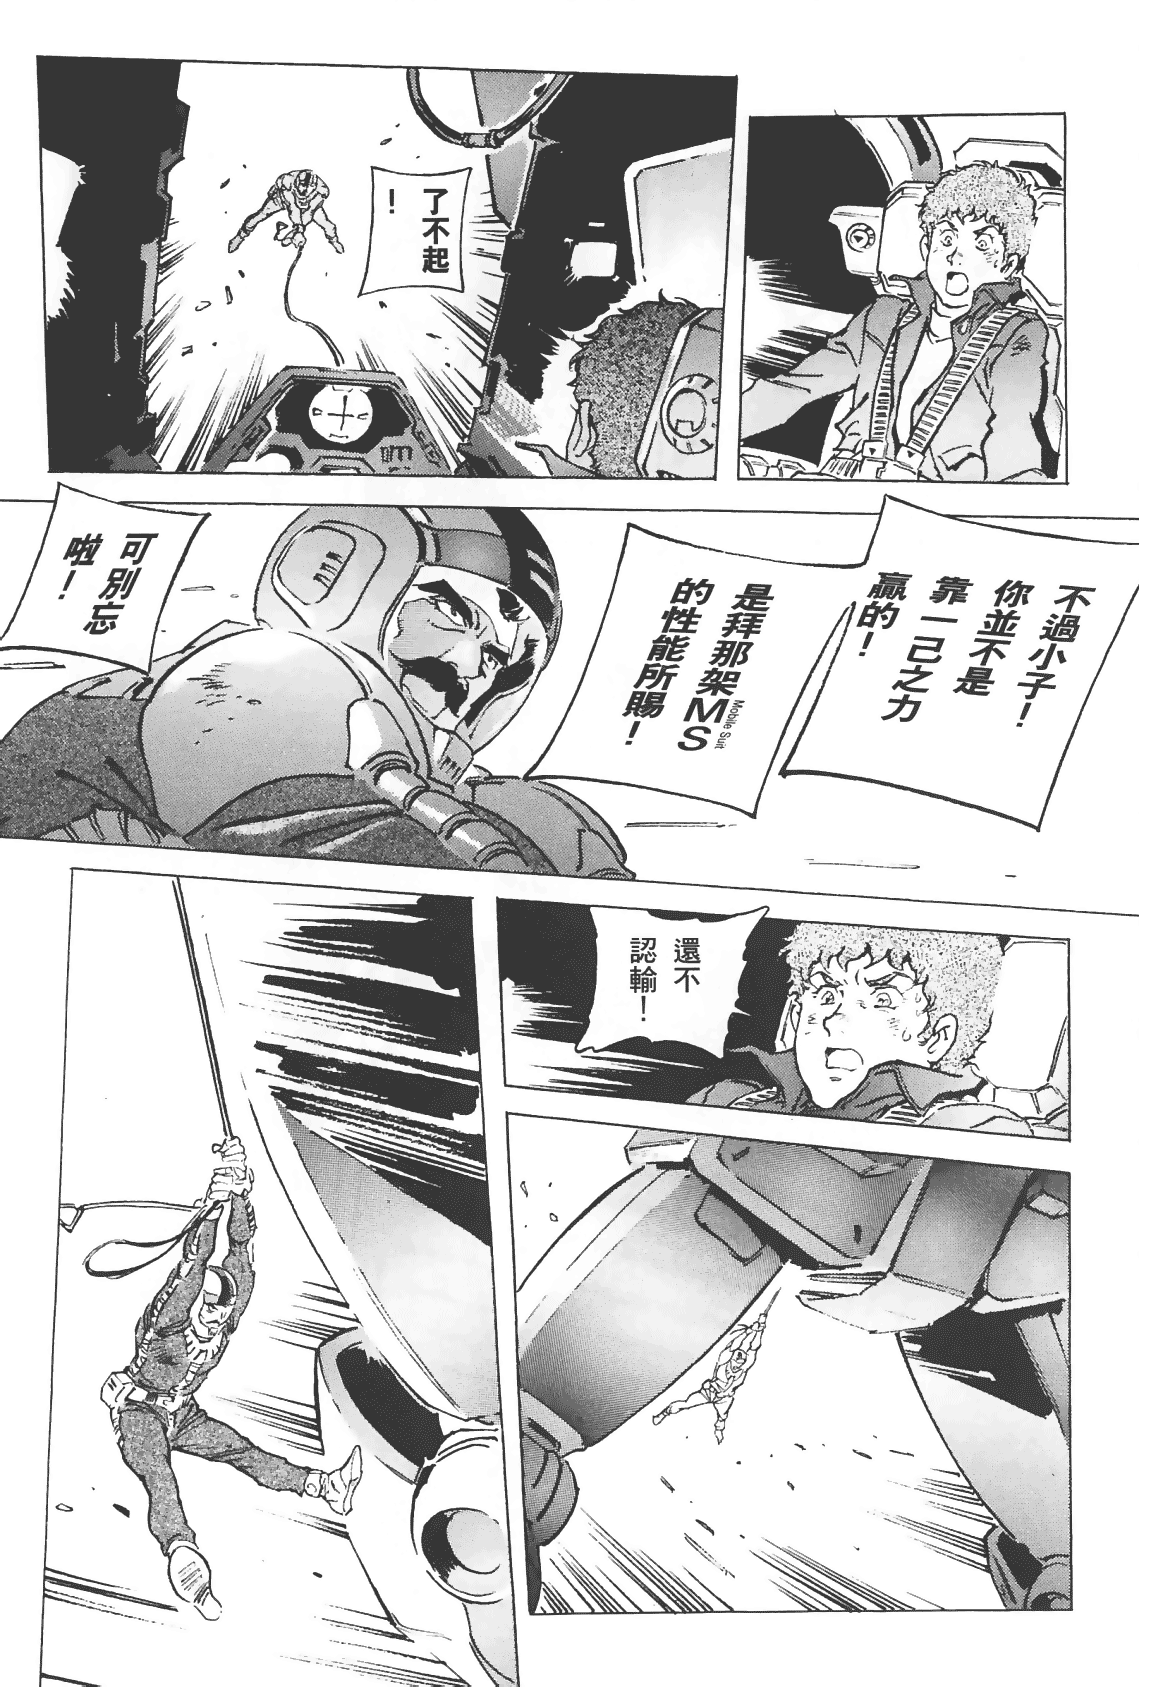 了不起
！
不過小子！
你並不是
靠一己之力
贏的！
是拜那架MS
Mobile Suit
的性能所賜！
可別忘
啦！
還不
認輸！